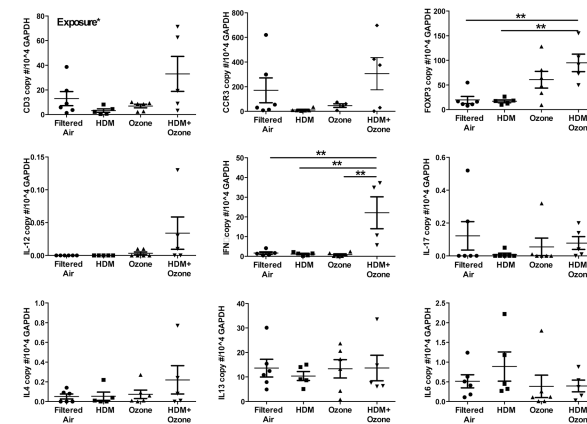 Exposure*
CD3 copy #/10^4 GAPDH
80
60
40
20
0
Filtered Air
HDM
Ozone
HDM+ Ozone
CCR3 copy #/10^4 GAPDH
800
600
400
200
0
Filtered Air
HDM
Ozone
HDM+ Ozone
FOXP3 copy #/10^4 GAPDH
200
150
100
50
0
**
**
Filtered Air
HDM
Ozone
HDM Ozone
IL-12 copy #/10^4 GAPDH
0.15
0.10
0.05
0.00
Filtered Air
HDM
Ozone
HDM+ Ozone
IFN copy #/10^4 GAPDH
50
40
30
20
10
0
**
**
**
Filtered Air
HDM
Ozone
HDM+ Ozone
IL-17 copy #/10^4 GAPDH
0.6
0.4
0.2
0.0
Filtered Air
HDM
Ozone
HDM Ozone
IL4 copy #/10^4 GAPDH
1.0
0.8
0.6
0.4
0.2
0.0
Filtered Air
HDM
Ozone
HDM+ Ozone
IL13 copy #/10^4 GAPDH
40
30
20
10
0
Filtered Air
HDM
Ozone
HDM+ Ozone
2.5
2.0
1.5
1.0
0.5
0.0
copy #/10^4 GAPDH
Filtered Air
HDM
Ozone
HDM Ozone